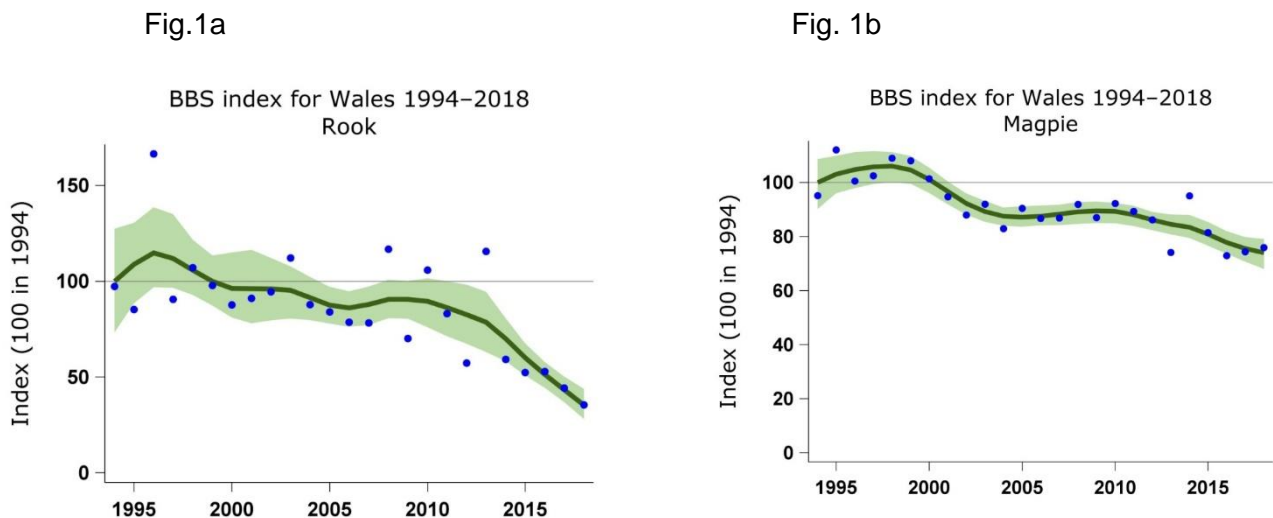 Fig.1a
BBS index for Wales 1994–2018
Rook
Index (100 in 1994)
150
100
50
0
1995 2000 2005 2010 2015
Fig. 1b
BBS index for Wales 1994–2018
Magpie
Index (100 in 1994)
100
80
60
40
20
0
1995 2000 2005 2010 2015